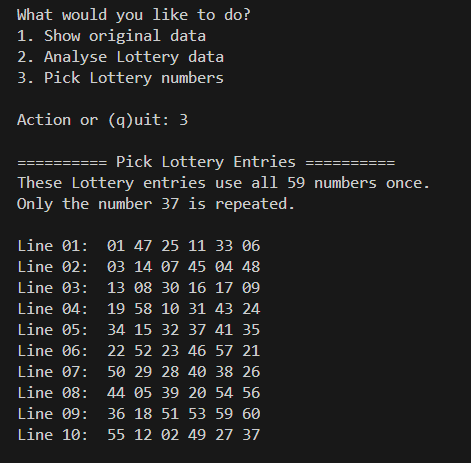 What would you like to do?
1. Show original data
2. Analyse Lottery data
3. Pick Lottery numbers
Action or (q)uit: 3
========== Pick Lottery Entries ==========
These Lottery entries use all 59 numbers once.
Only the number 37 is repeated.
Line 01:  01 47 25 11 33 06
Line 02:  03 14 07 45 04 48
Line 03:  13 08 30 16 17 09
Line 04:  19 58 10 31 43 24
Line 05:  34 15 32 37 41 35
Line 06:  22 52 23 46 57 21
Line 07:  50 29 28 40 38 26
Line 08:  44 05 39 20 54 56
Line 09:  36 18 51 53 59 60
Line 10:  55 12 02 49 27 37